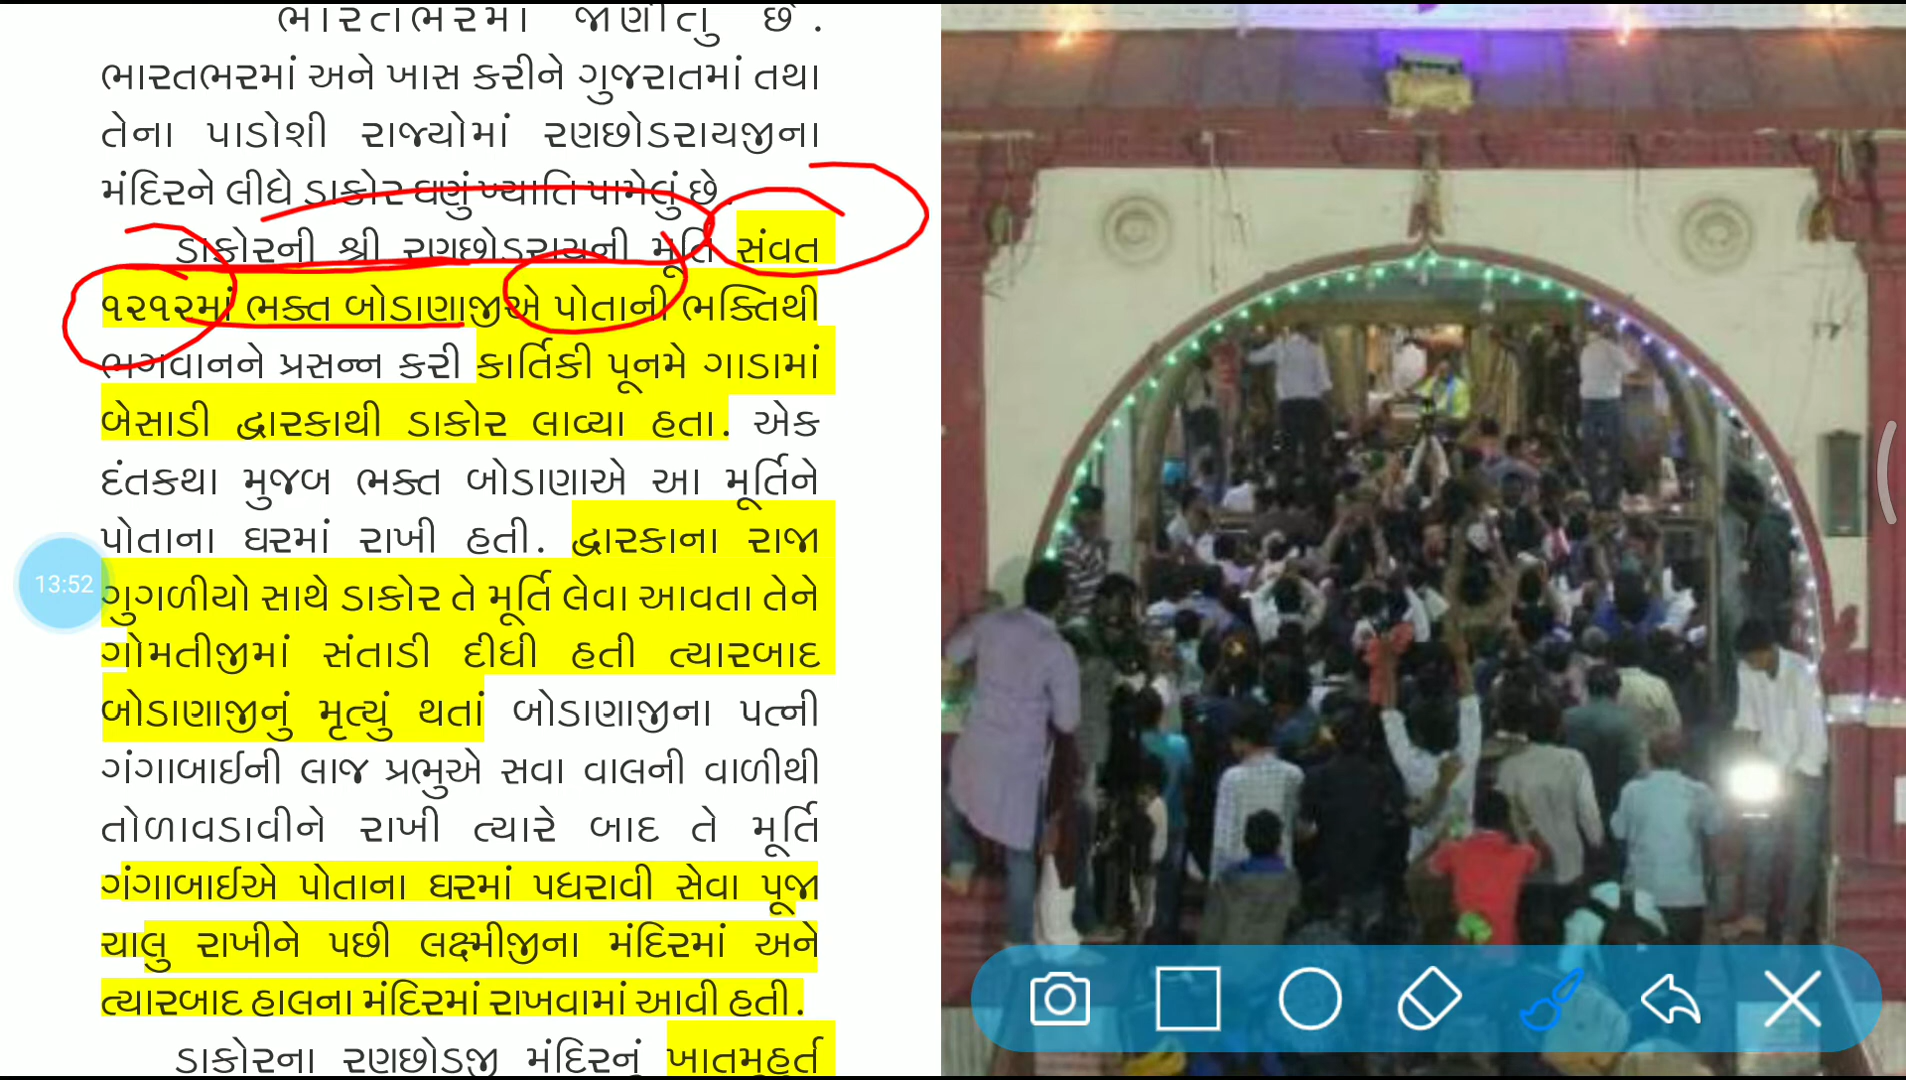 ભારતભરમાં જાણીતું છે.
ભારતભરમાં અને ખાસ કરીને ગુજરાતમાં તથા
તેના પાડોશી રાજ્યોમાં રણછોડરાયજીના
મંદિરને લીધે ડાકોર ઘણું ખ્યાતિ પામેલું છે.
ડાકોરની શ્રી રણછોડરાયની મૂર્તિ સંવત
૧૨૧૨માં ભક્ત બોડાણાજીએ પોતાની ભક્તિથી
ભગવાનને પ્રસન્ન કરી કાર્તિકી પૂનમે ગાડામાં
બેસાડી દ્વારકાથી ડાકોર લાવ્યા હતા. એક
દંતકથા મુજબ ભક્ત બોડાણાએ આ મૂર્તિને
પોતાના ઘરમાં રાખી હતી. દ્વારકાના રાજા
13:52
ગુગળીયો સાથે ડાકોર તે મૂર્તિ લેવા આવતા તેને
ગોમતીજીમાં સંતાડી દીધી હતી ત્યારબાદ
બોડાણાજીનું મૃત્યું થતાં બોડાણાજીના પત્ની
ગંગાબાઈની લાજ પ્રભુએ સવા વાલની વાળીથી
તોળાવડાવીને રાખી ત્યારે બાદ તે મૂર્તિ
ગંગાબાઈએ પોતાના ઘરમાં પધરાવી સેવા પૂજા
ચાલુ રાખીને પછી લક્ષ્મીજીના મંદિરમાં અને
ત્યારબાદ હાલના મંદિરમાં રાખવામાં આવી હતી.
ડાકોરના રણછોડજી મંદિરનું ખાતમુહર્ત